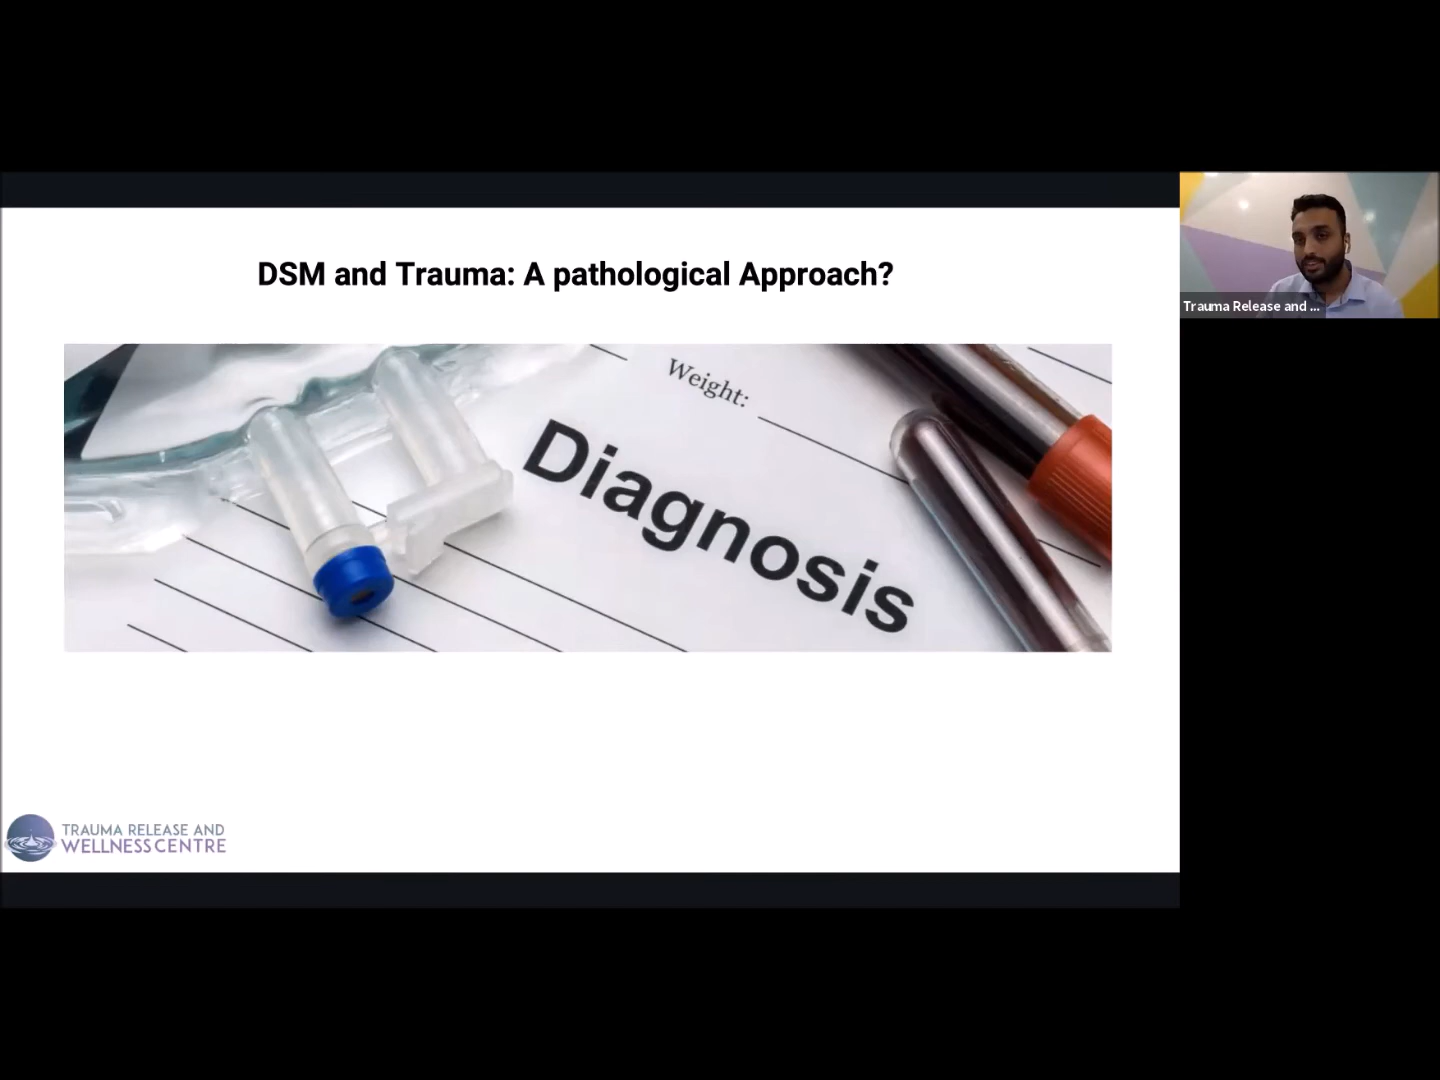 DSM and Trauma: A pathological Approach?
Trauma Release and ...
Weight:
Diagnosis
TRAUMA RELEASE AND
WELLNESS CENTRE